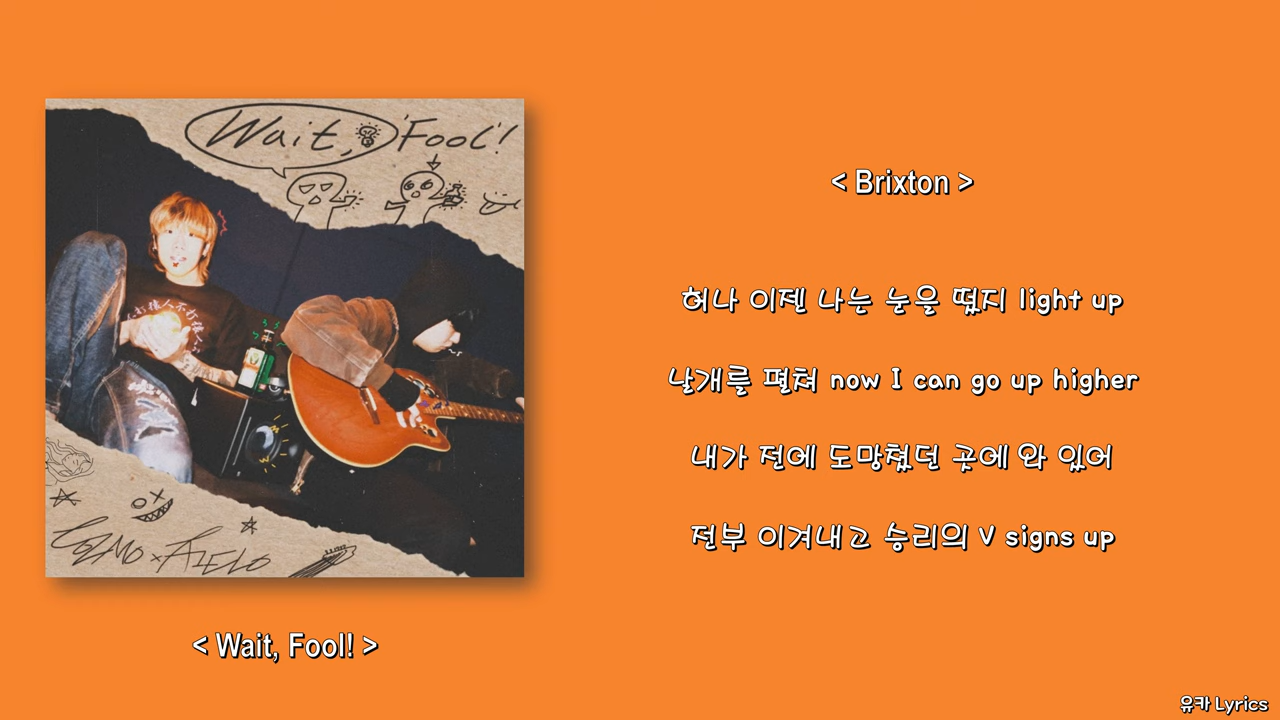 Wait, Fool!
COZMO × AIELO
< Wait, Fool! >
< Brixton >
허나 이젠 나는 눈을 떴지 light up
날개를 펼쳐 now I can go up higher
내가 전에 도망쳤던 곳에 와 있어
전부 이겨내고 승리의 V signs up
유카 Lyrics